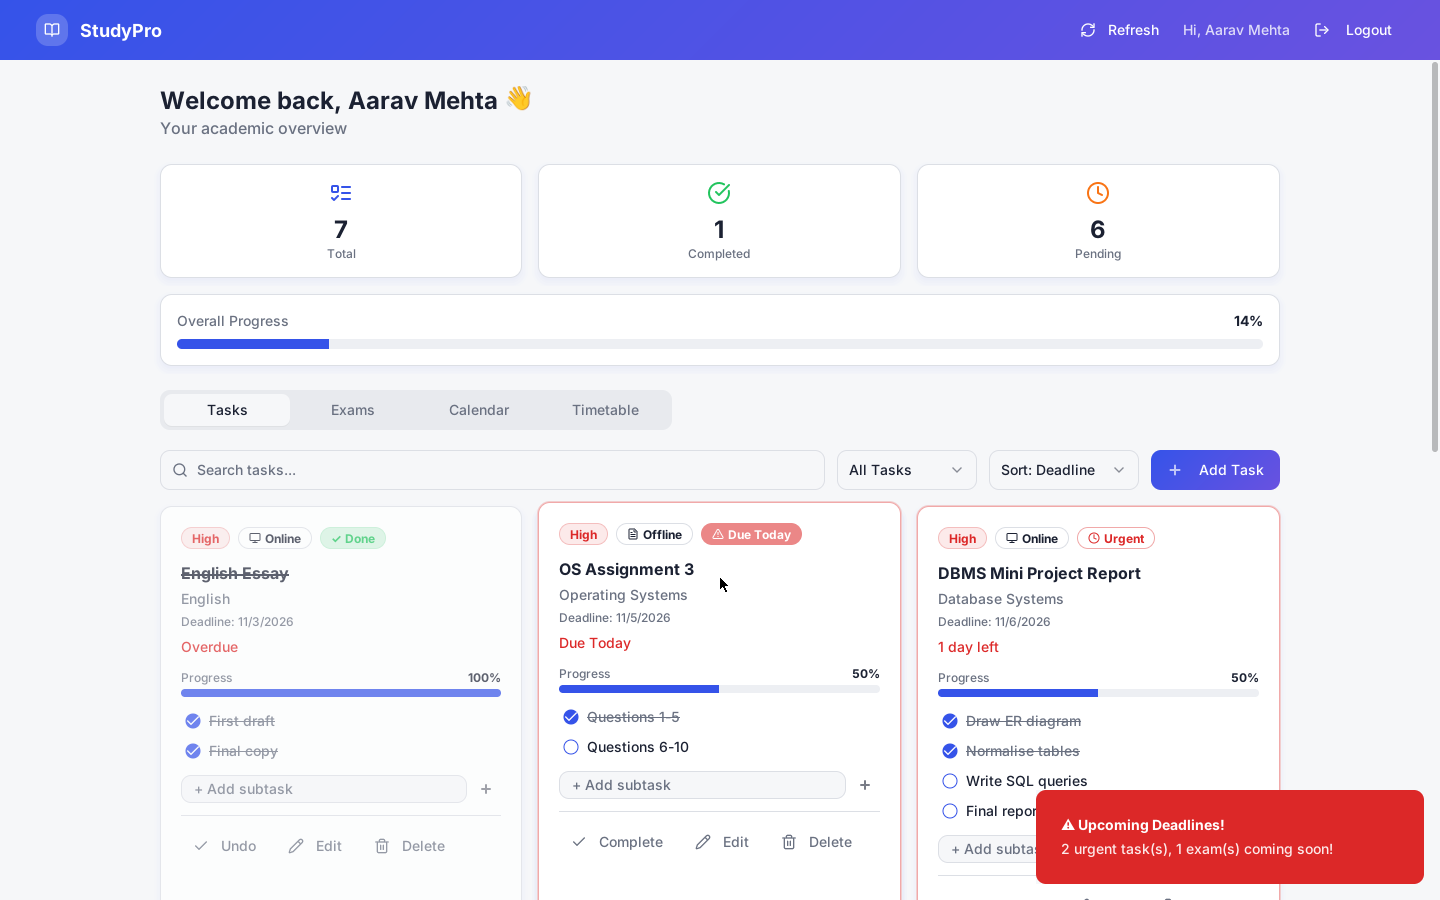 StudyPro
Refresh
Hi, Aarav Mehta
Logout
Welcome back, Aarav Mehta 👋
Your academic overview
7
Total
1
Completed
6
Pending
Overall Progress
14%
Tasks
Exams
Calendar
Timetable
Search tasks...
All Tasks
Sort: Deadline
Add Task
High
Online
Done
English Essay
English
Deadline: 11/3/2026
Overdue
Progress
100%
First draft
Final copy
+ Add subtask
Undo
Edit
Delete
High
Offline
Due Today
OS Assignment 3
Operating Systems
Deadline: 11/5/2026
Due Today
Progress
50%
Questions 1-5
Questions 6-10
+ Add subtask
Complete
Edit
Delete
High
Online
Urgent
DBMS Mini Project Report
Database Systems
Deadline: 11/6/2026
1 day left
Progress
50%
Draw ER diagram
Normalise tables
Write SQL queries
Final repor
+ Add subta
⚠ Upcoming Deadlines!
2 urgent task(s), 1 exam(s) coming soon!